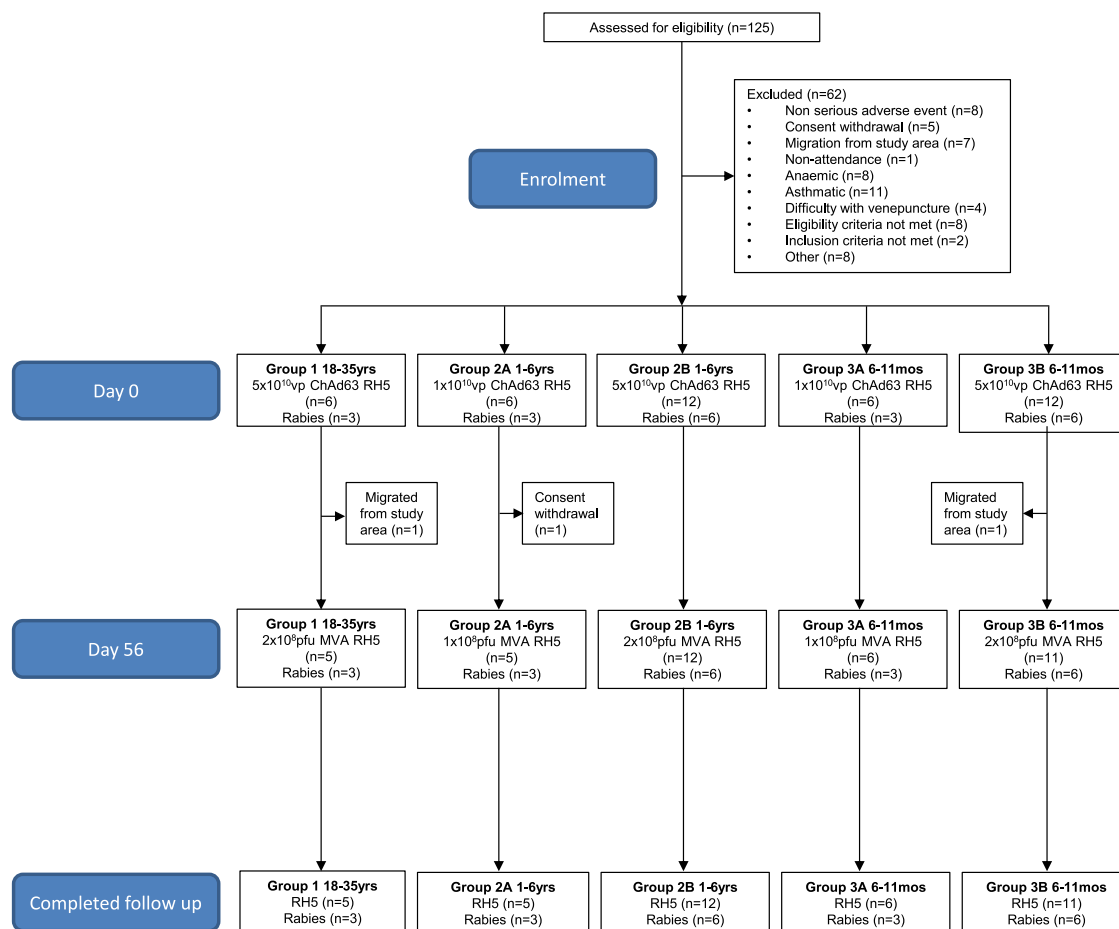 Assessed for eligibility (n=125)
Excluded (n=62)
• Non serious adverse event (n=8)
• Consent withdrawal (n=5)
• Migration from study area (n=7)
• Non-attendance (n=1)
• Anaemic (n=8)
• Asthmatic (n=11)
• Difficulty with venepuncture (n=4)
• Eligibility criteria not met (n=8)
• Inclusion criteria not met (n=2)
• Other (n=8)
Enrolment
Day 0
Group 1 18-35yrs
5x10¹⁰vp ChAd63 RH5
(n=6)
Rabies (n=3)
Group 2A 1-6yrs
1x10¹⁰vp ChAd63 RH5
(n=6)
Rabies (n=3)
Group 2B 1-6yrs
5x10¹⁰vp ChAd63 RH5
(n=12)
Rabies (n=6)
Group 3A 6-11mos
1x10¹⁰vp ChAd63 RH5
(n=6)
Rabies (n=3)
Group 3B 6-11mos
5x10¹⁰vp ChAd63 RH5
(n=12)
Rabies (n=6)
Migrated
from study
area (n=1)
Consent
withdrawal
(n=1)
Migrated
from study
area (n=1)
Day 56
Group 1 18-35yrs
2x10⁸pfu MVA RH5
(n=5)
Rabies (n=3)
Group 2A 1-6yrs
1x10⁸pfu MVA RH5
(n=5)
Rabies (n=3)
Group 2B 1-6yrs
2x10⁸pfu MVA RH5
(n=12)
Rabies (n=6)
Group 3A 6-11mos
1x10⁸pfu MVA RH5
(n=6)
Rabies (n=3)
Group 3B 6-11mos
2x10⁸pfu MVA RH5
(n=11)
Rabies (n=6)
Completed follow up
Group 1 18-35yrs
RH5 (n=5)
Rabies (n=3)
Group 2A 1-6yrs
RH5 (n=5)
Rabies (n=3)
Group 2B 1-6yrs
RH5 (n=12)
Rabies (n=6)
Group 3A 6-11mos
RH5 (n=6)
Rabies (n=3)
Group 3B 6-11mos
RH5 (n=11)
Rabies (n=6)